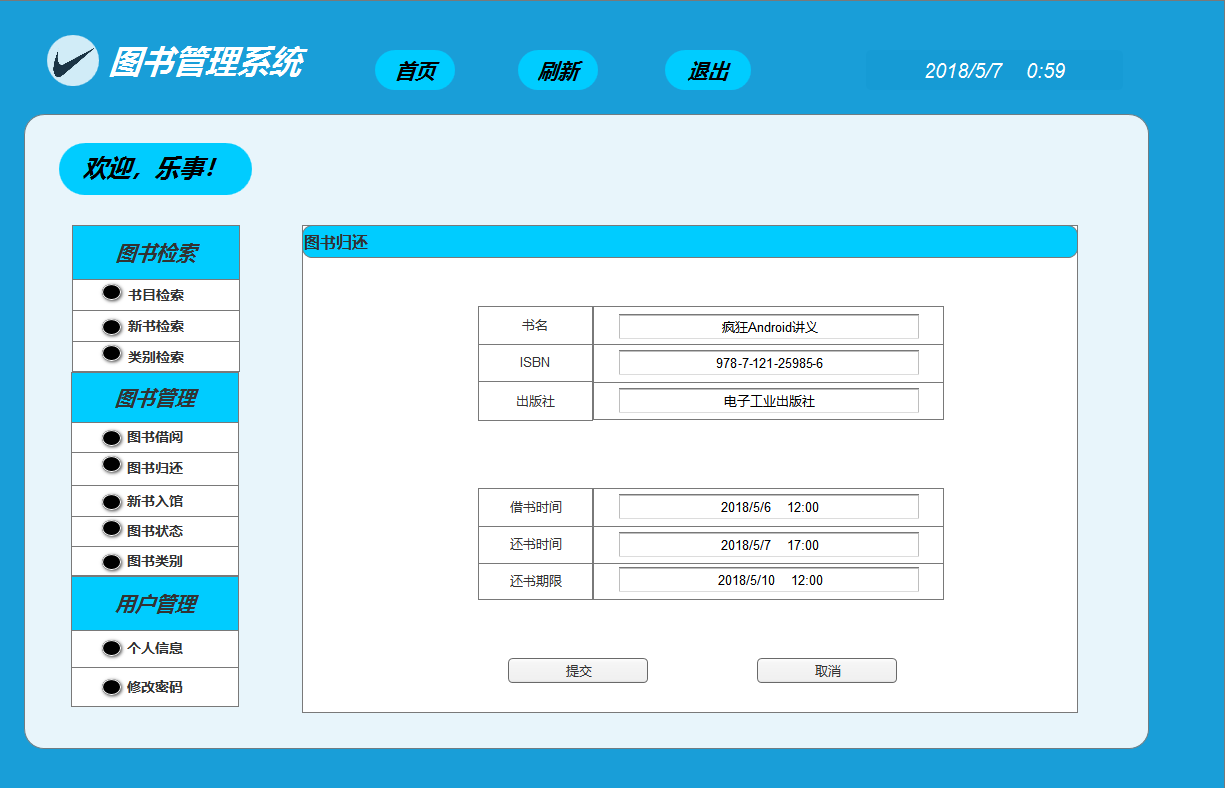 图书管理系统
首页
刷新
退出
2018/5/7 0:59
欢迎，乐事！
图书检索
书目检索
新书检索
类别检索
图书管理
图书借阅
图书归还
新书入馆
图书状态
图书类别
用户管理
个人信息
修改密码
图书归还
书名 疯狂Android讲义
ISBN 978-7-121-25985-6
出版社 电子工业出版社
借书时间 2018/5/6 12:00
还书时间 2018/5/7 17:00
还书期限 2018/5/10 12:00
提交 取消